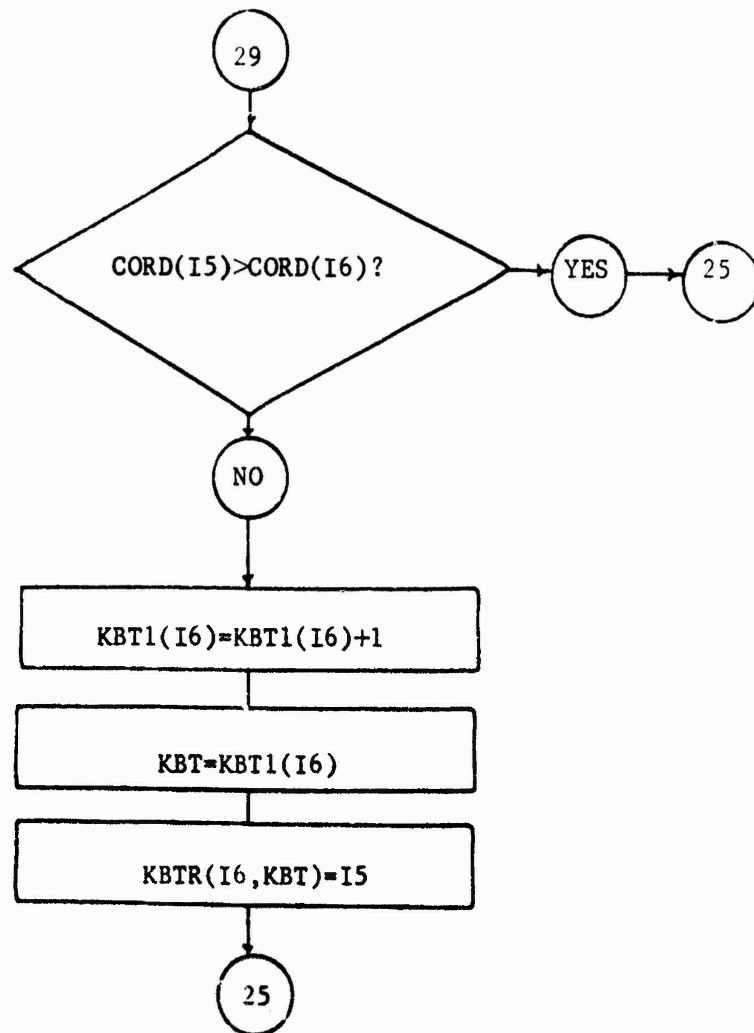 29
CORD(I5)>CORD(I6)?
YES
25
NO
KBT1(I6)=KBT1(I6)+1
KBT=KBT1(I6)
KBTR(I6,KBT)=I5
25